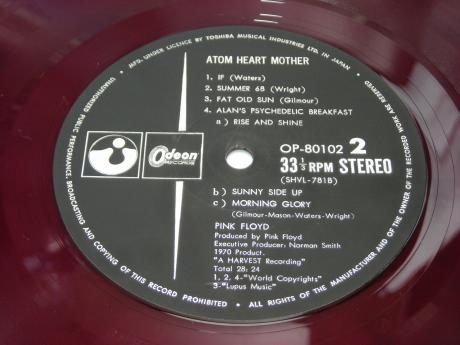 • MFG. UNDER LICENCE BY TOSHIBA MUSICAL INDUSTRIES LTD. IN JAPAN •
ALL RIGHTS OF THE MANUFACTURER AND OF THE OWNER OF THE RECORDED WORK ARE RESERVED
UNAUTHORISED PUBLIC PERFORMANCE, BROADCASTING AND COPYING OF THIS RECORD PROHIBITED •
ATOM HEART MOTHER
1. IF (Waters)
2. SUMMER 68 (Wright)
3. FAT OLD SUN (Gilmour)
4. ALAN'S PSYCHEDELIC BREAKFAST
a) RISE AND SHINE
Odeon
RECORDS
OP-80102 2
33 1/3 RPM STEREO
(SHVL-781B)
b) SUNNY SIDE UP
c) MORNING GLORY
(Gilmour-Mason-Waters-Wright)
PINK FLOYD
Produced by Pink Floyd
Executive Producer: Norman Smith
1970 Product.
"A HARVEST Recording"
Total 28: 24
1, 2, 4-"World Copyrights"
3-"Lupus Music"